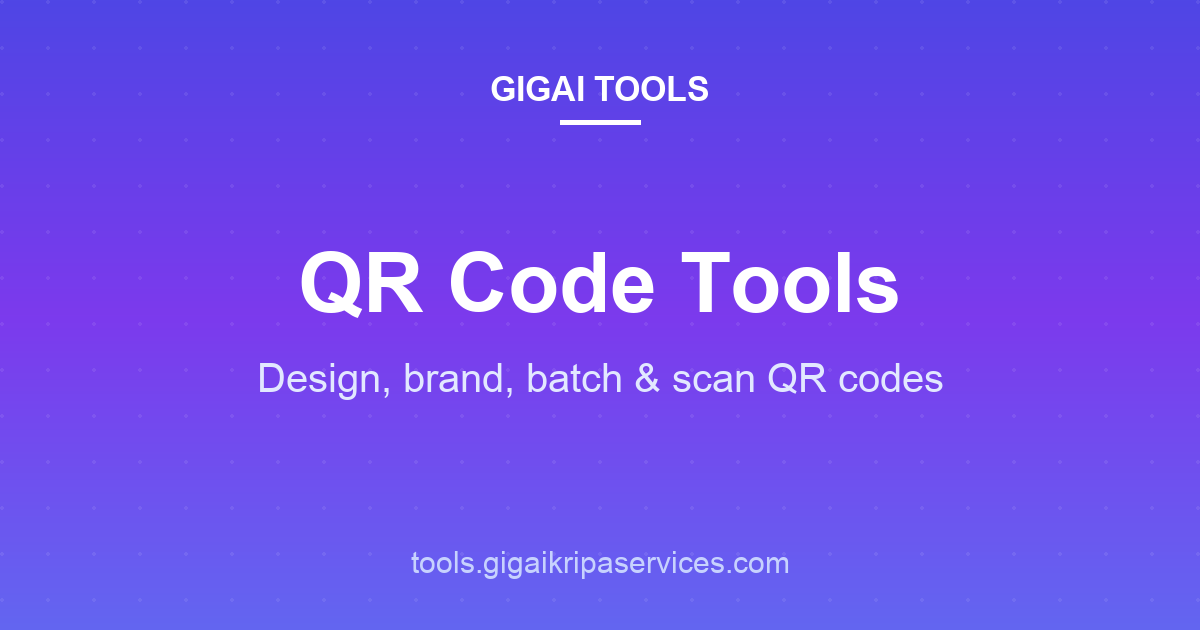 GIGAI TOOLS
QR Code Tools
Design, brand, batch & scan QR codes
tools.gigaikripaservices.com